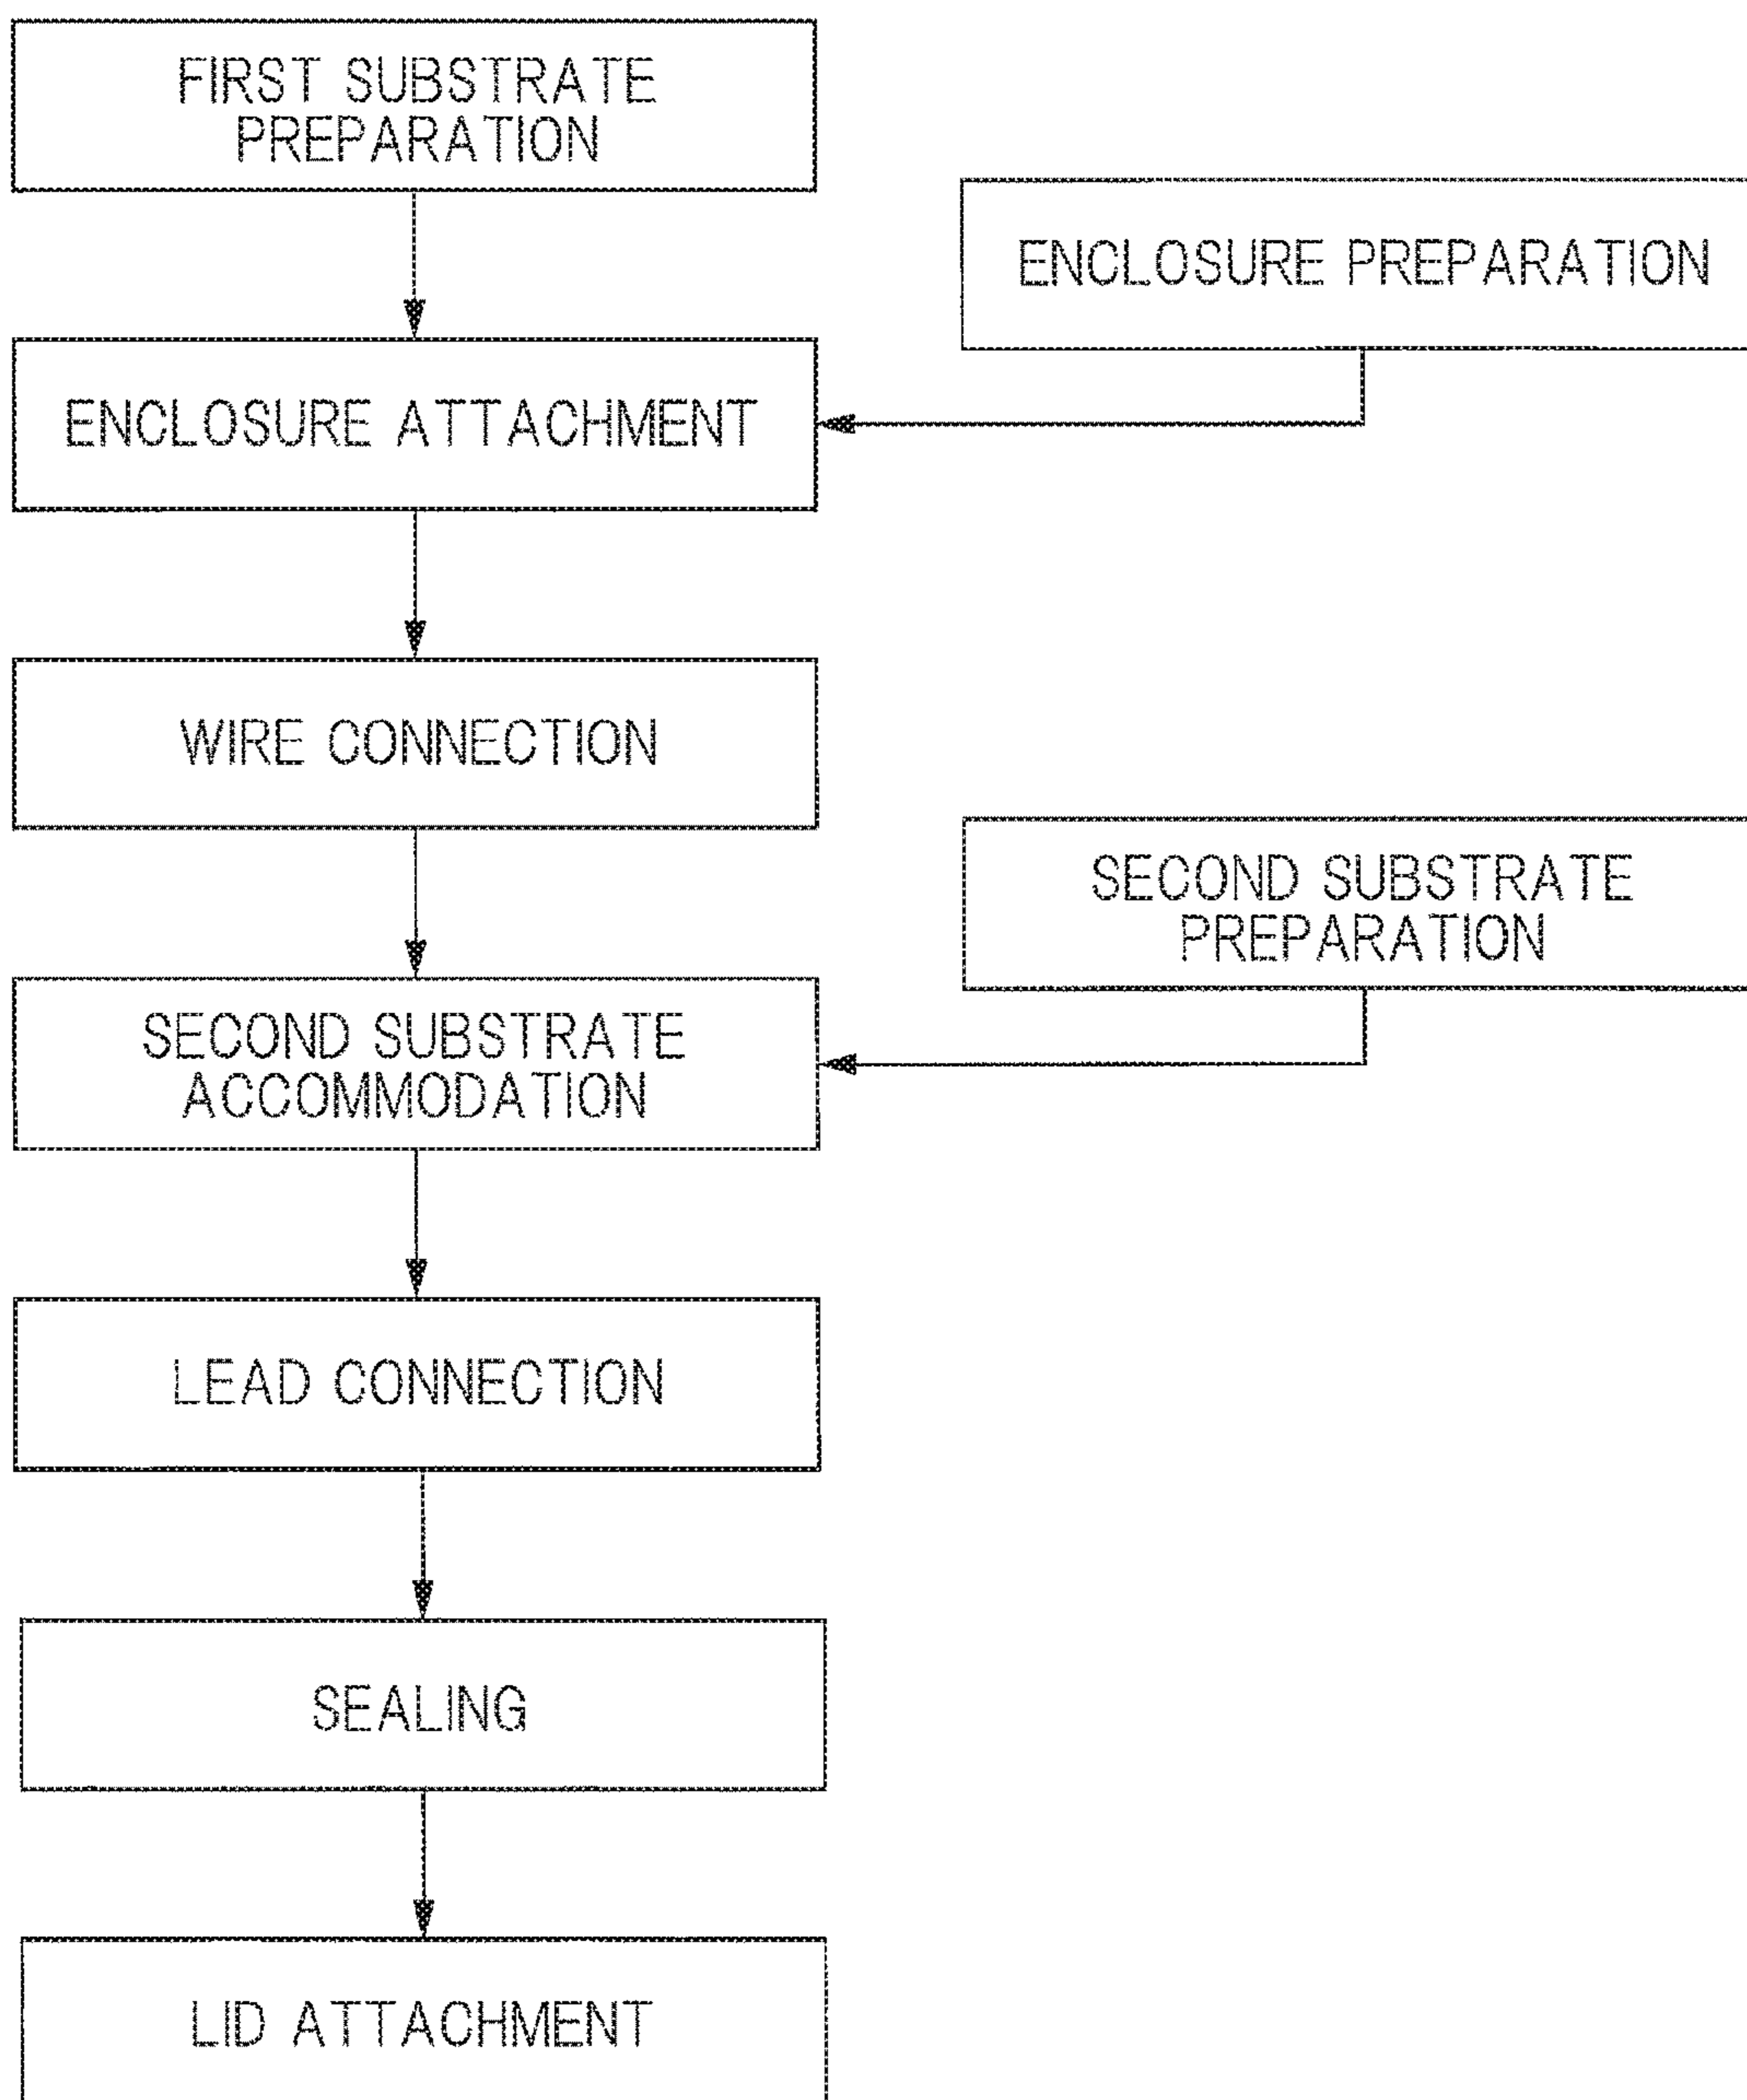 FIRST SUBSTRATE
PREPARATION
ENCLOSURE PREPARATION
ENCLOSURE ATTACHMENT
WIRE CONNECTION
SECOND SUBSTRATE
PREPARATION
SECOND SUBSTRATE
ACCOMMODATION
LEAD CONNECTION
SEALING
LID ATTACHMENT